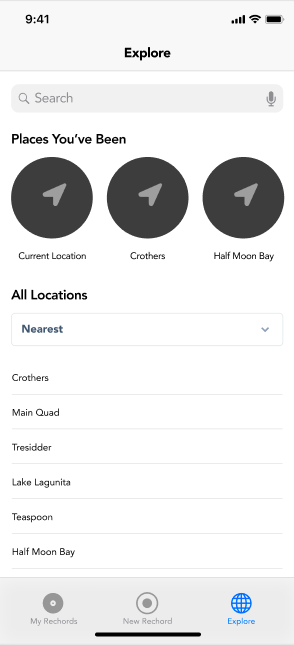 9:41
Explore
Search
Places You’ve Been
Current Location
Crothers
Half Moon Bay
All Locations
Nearest
Crothers
Main Quad
Tresidder
Lake Lagunita
Teaspoon
Half Moon Bay
My Rechords
New Rechord
Explore